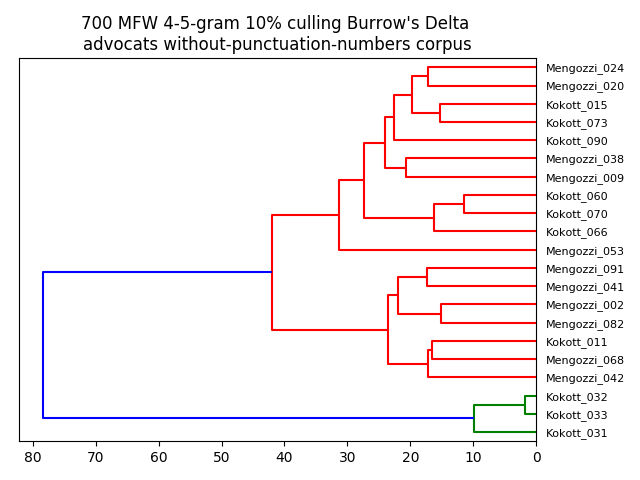 700 MFW 4-5-gram 10% culling Burrow's Delta
advocats without-punctuation-numbers corpus
Mengozzi_024
Mengozzi_020
Kokott_015
Kokott_073
Kokott_090
Mengozzi_038
Mengozzi_009
Kokott_060
Kokott_070
Kokott_066
Mengozzi_053
Mengozzi_091
Mengozzi_041
Mengozzi_002
Mengozzi_082
Kokott_011
Mengozzi_068
Mengozzi_042
Kokott_032
Kokott_033
Kokott_031
80 70 60 50 40 30 20 10 0